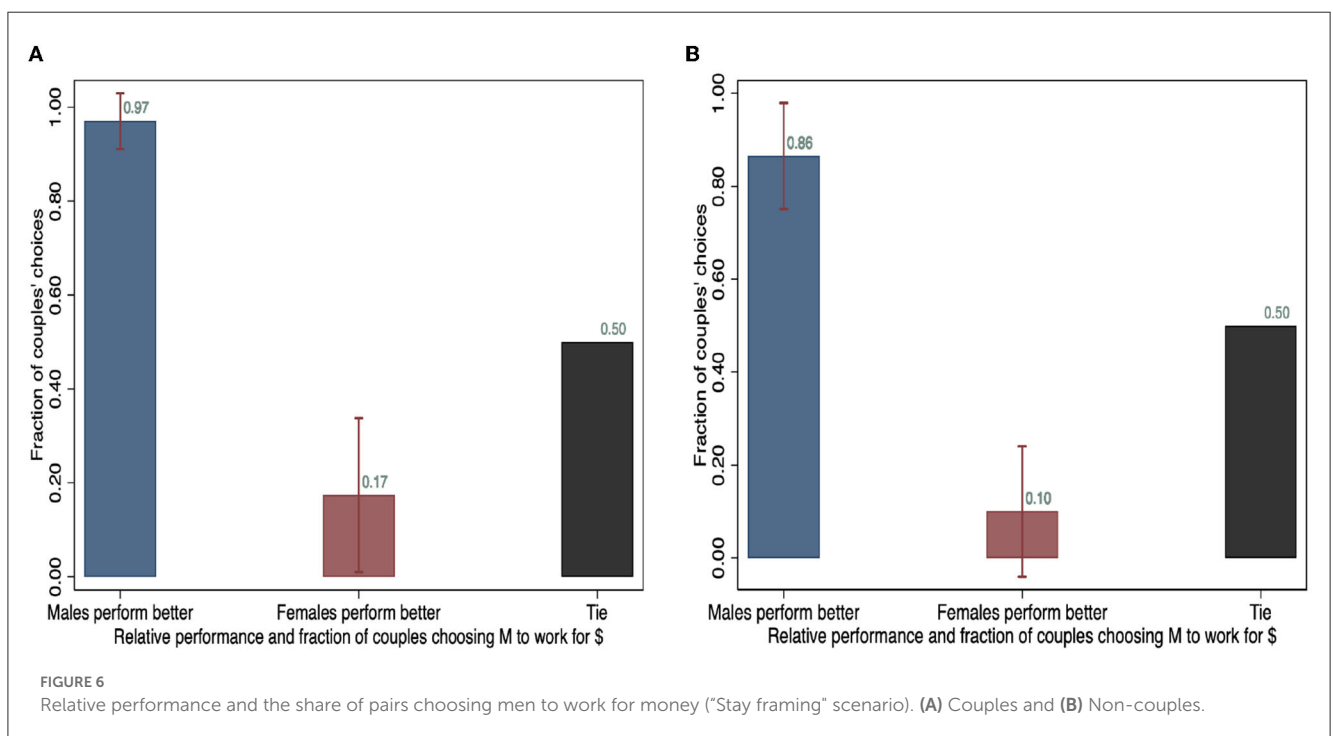 A
Fraction of couples' choices
0.00 0.20 0.40 0.60 0.80 1.00
0.97
0.17
0.50
Males perform better Females perform better Tie
Relative performance and fraction of couples choosing M to work for $
B
Fraction of couples' choices
0.00 0.20 0.40 0.60 0.80 1.00
0.86
0.10
0.50
Males perform better Females perform better Tie
Relative performance and fraction of couples choosing M to work for $
FIGURE 6
Relative performance and the share of pairs choosing men to work for money (“Stay framing" scenario). (A) Couples and (B) Non-couples.